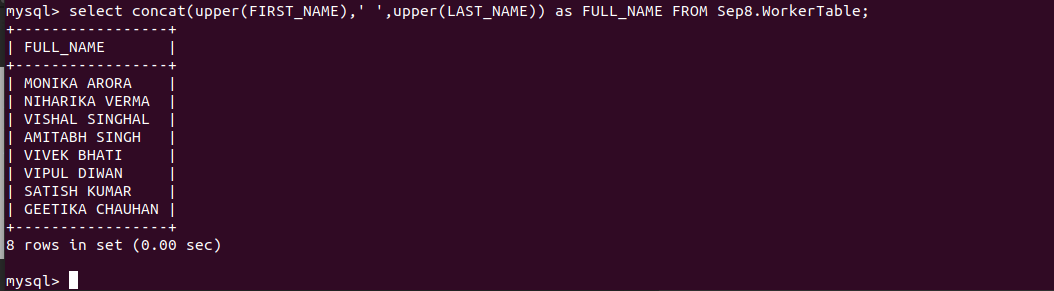 mysql> select concat(upper(FIRST_NAME),' ',upper(LAST_NAME)) as FULL_NAME FROM Sep8.WorkerTable;
+-----------------+
| FULL_NAME       |
+-----------------+
| MONIKA ARORA    |
| NIHARIKA VERMA  |
| VISHAL SINGHAL  |
| AMITABH SINGH   |
| VIVEK BHATI     |
| VIPUL DIWAN     |
| SATISH KUMAR    |
| GEETIKA CHAUHAN |
+-----------------+
8 rows in set (0.00 sec)
mysql>